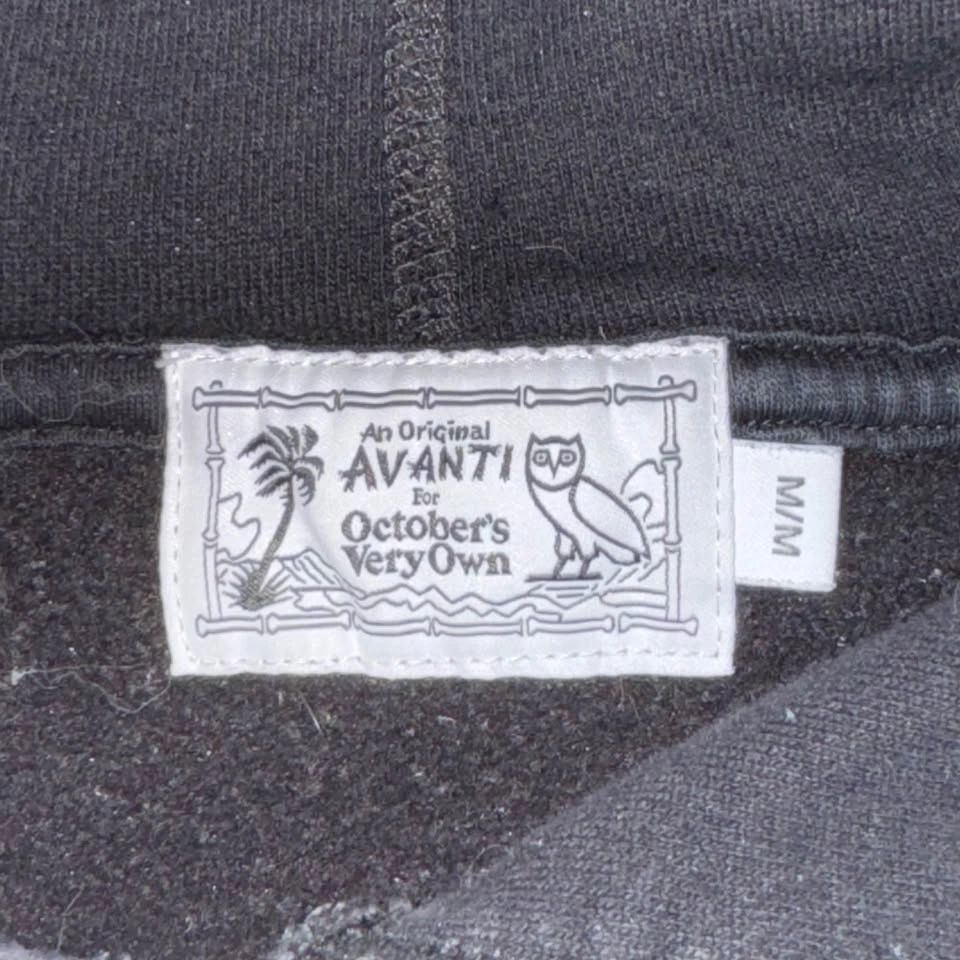 An Original
AVANTI
For
October's
Very Own
M/M